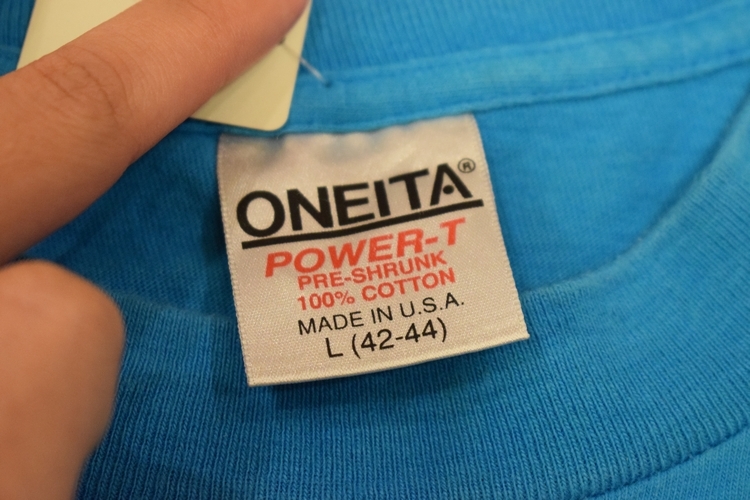 ONEITA®
POWER-T
PRE-SHRUNK
100% COTTON
MADE IN U.S.A.
L (42-44)